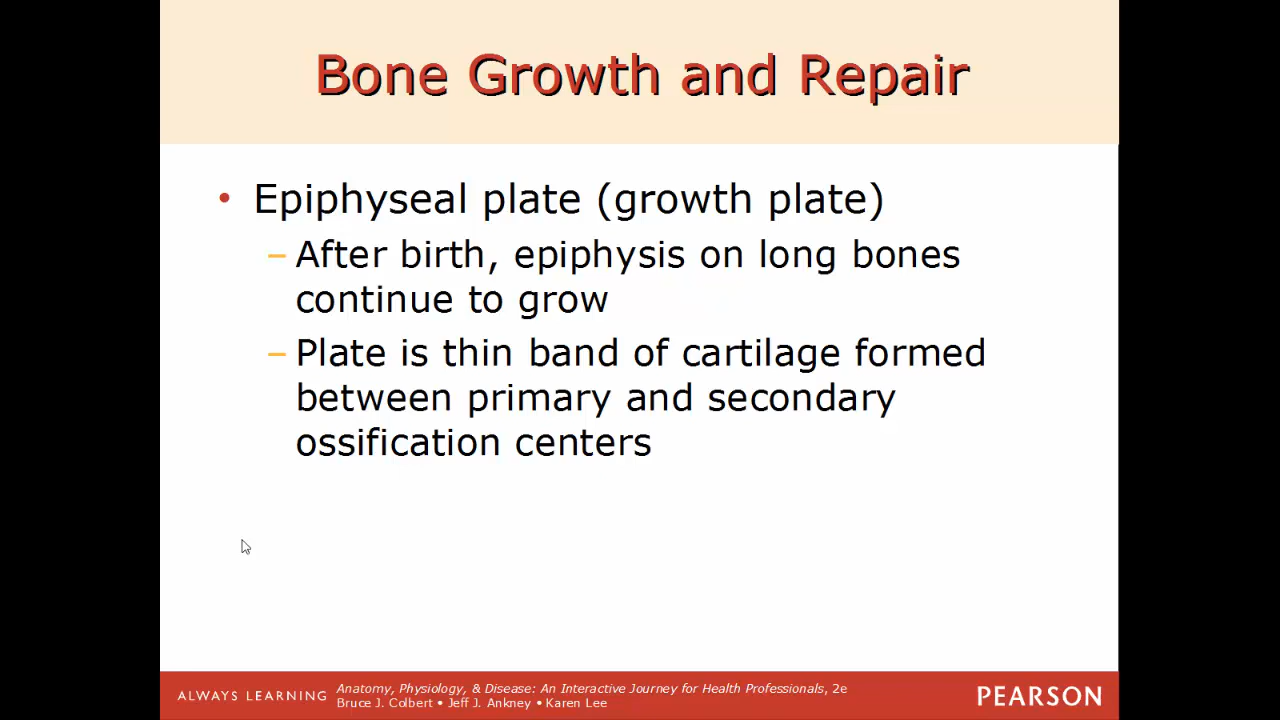 Bone Growth and Repair
• Epiphyseal plate (growth plate)
– After birth, epiphysis on long bones
continue to grow
– Plate is thin band of cartilage formed
between primary and secondary
ossification centers
ALWAYS LEARNING
Anatomy, Physiology, & Disease: An Interactive Journey for Health Professionals, 2e
Bruce J. Colbert • Jeff J. Ankney • Karen Lee
PEARSON